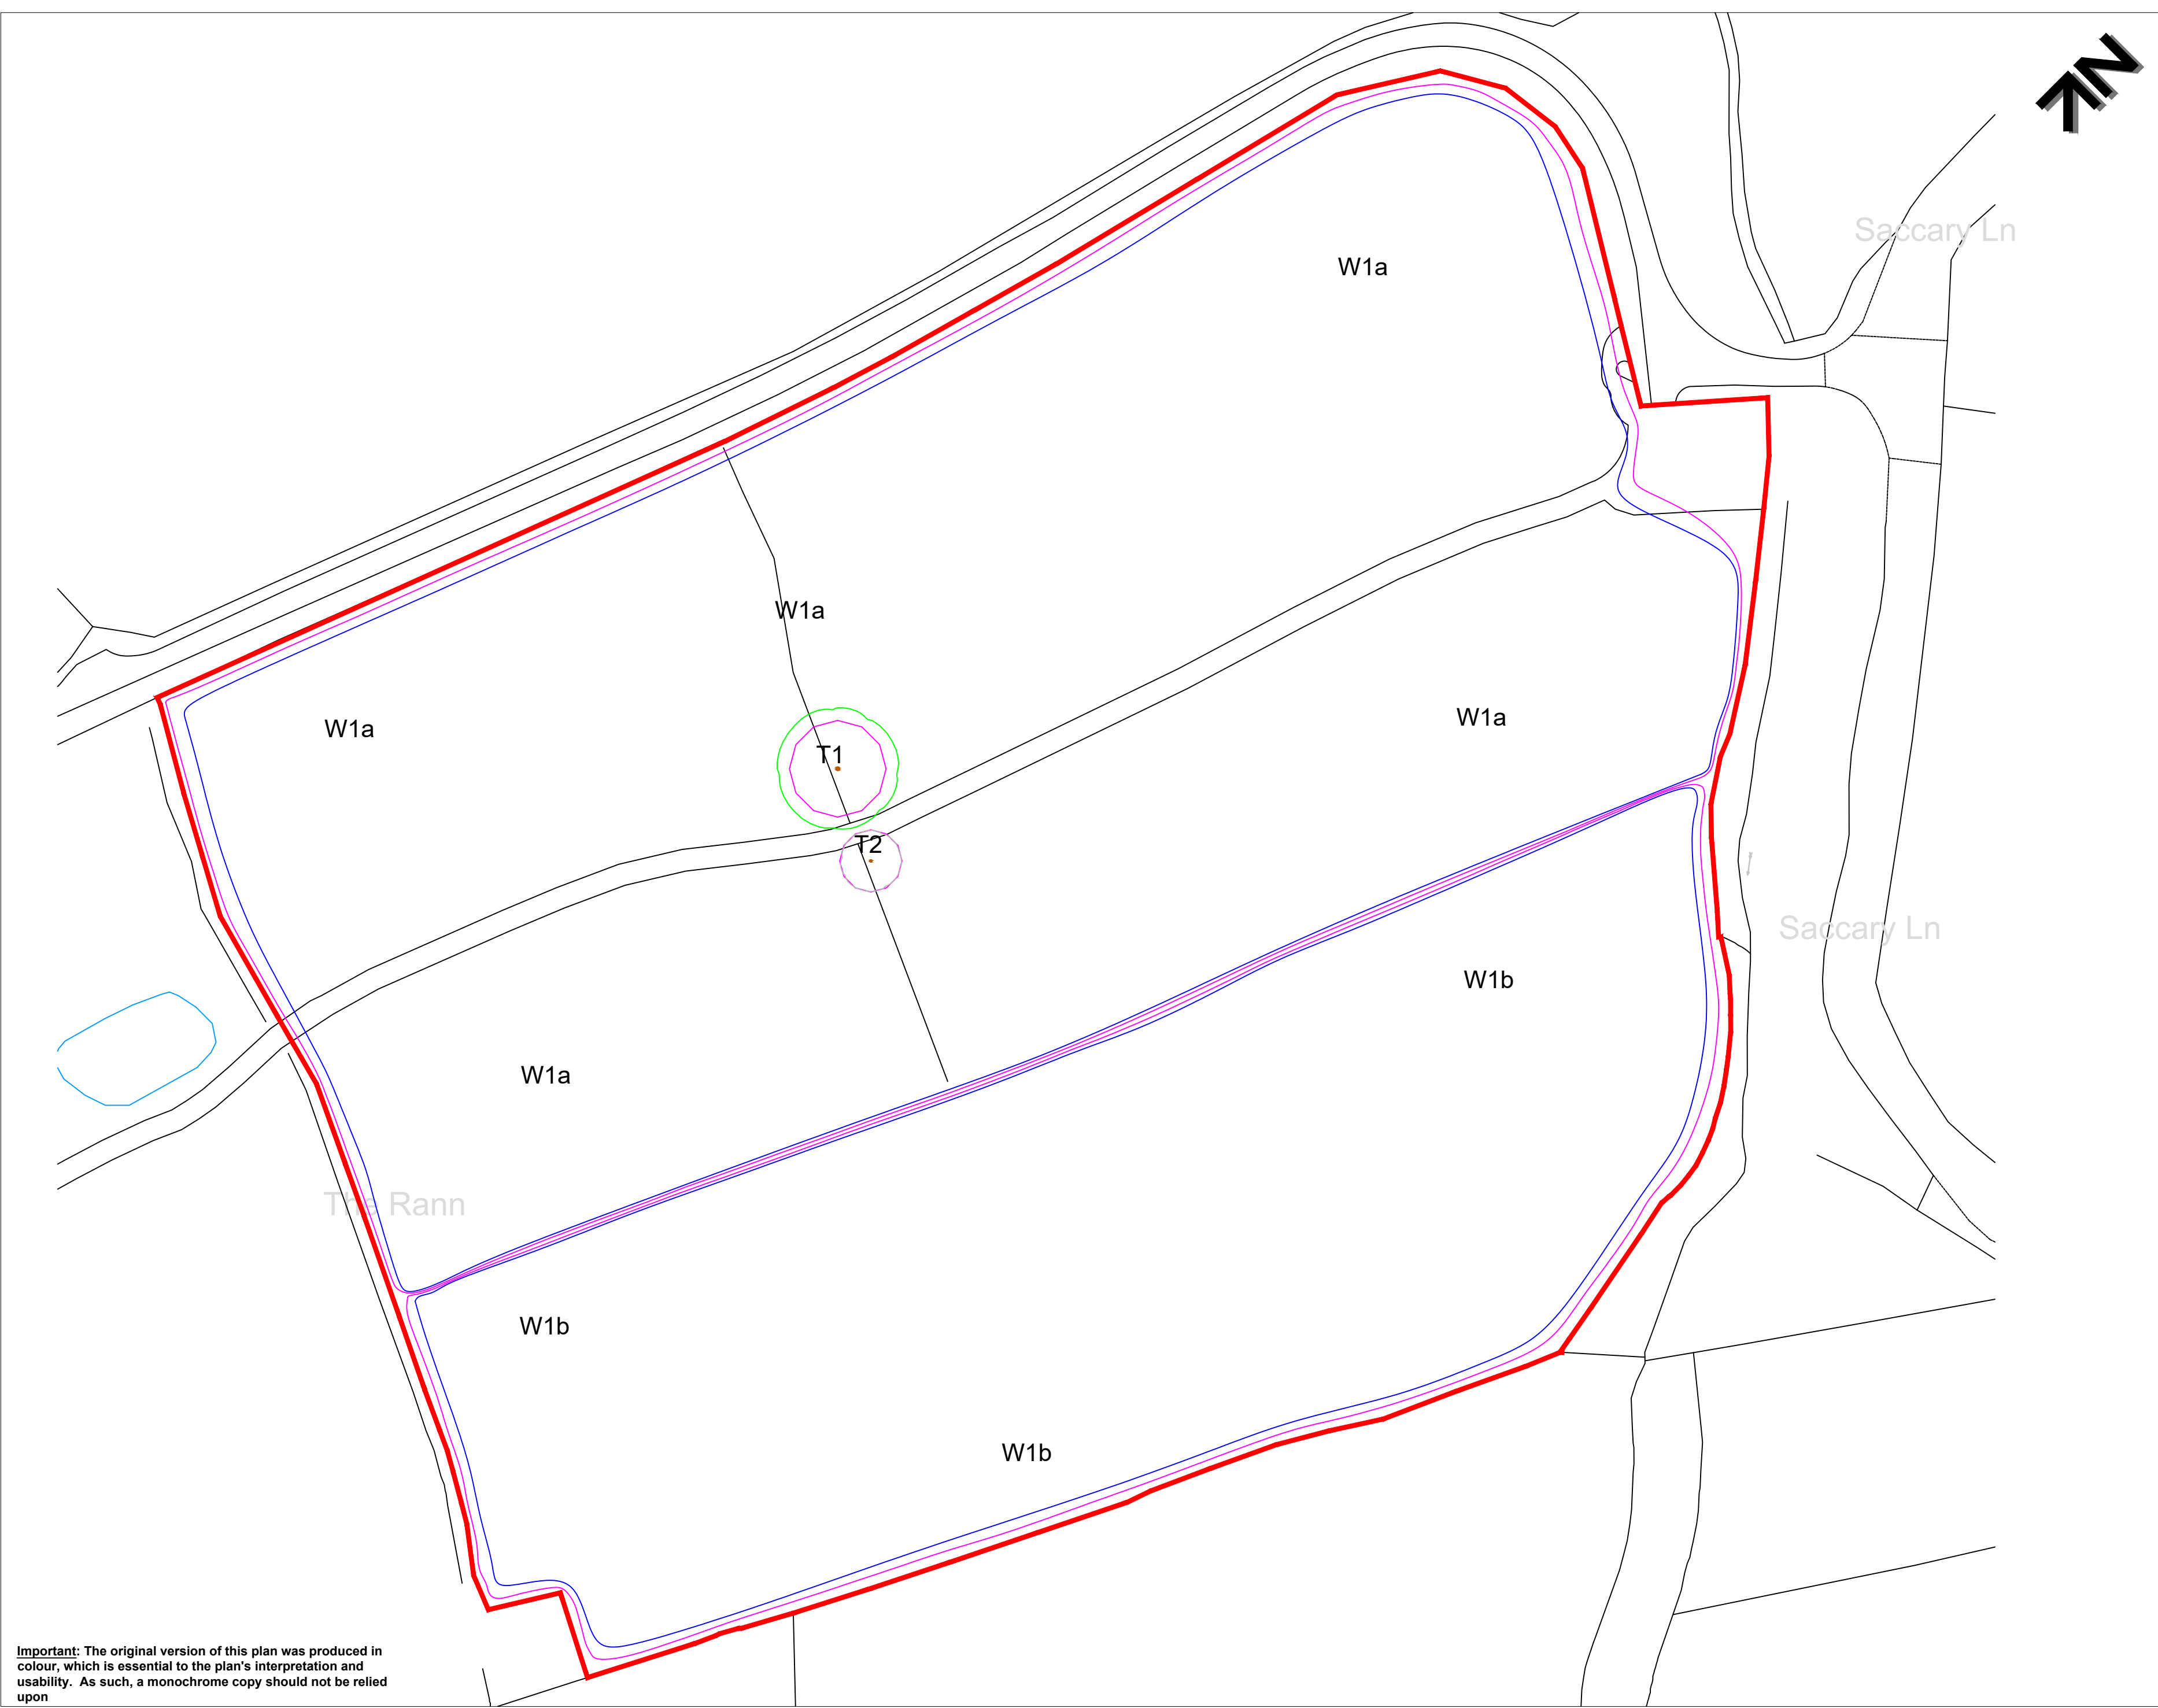 N
Saccary Ln
W1a
W1a
W1a
W1a
T1
T2
Saccary Ln
W1b
W1a
The Rann
W1b
W1b
Important: The original version of this plan was produced in
colour, which is essential to the plan's interpretation and
usability. As such, a monochrome copy should not be relied
upon